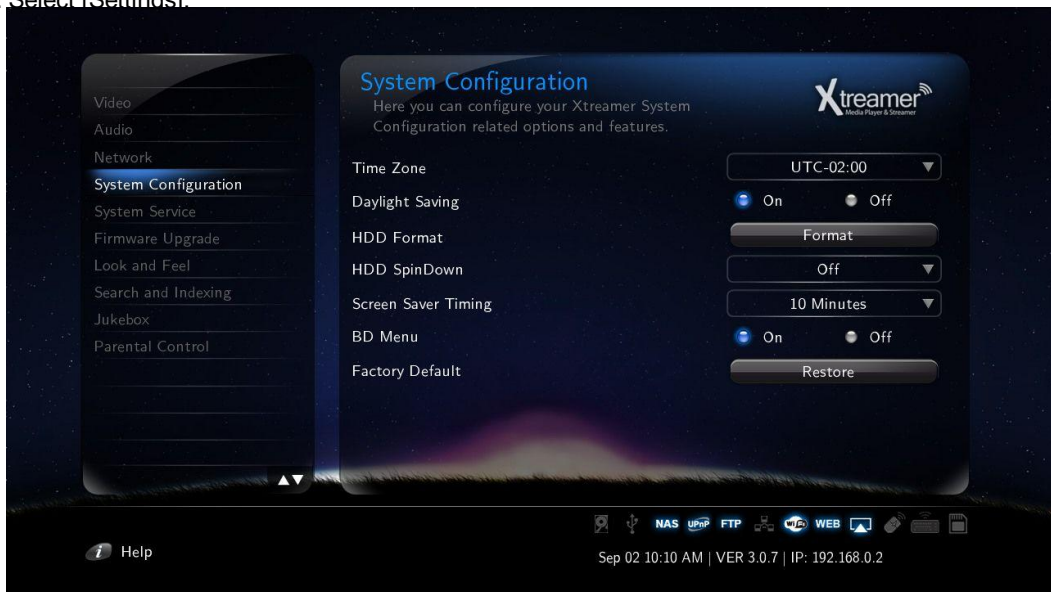 Select [Settings].
Video
Audio
Network
System Configuration
System Service
Firmware Upgrade
Look and Feel
Search and Indexing
Jukebox
Parental Control
System Configuration
Here you can configure your Xtreamer System
Configuration related options and features.
Xtreamer
Media Player & Streamer
Time Zone UTC-02:00
Daylight Saving On Off
HDD Format Format
HDD SpinDown Off
Screen Saver Timing 10 Minutes
BD Menu On Off
Factory Default Restore
NAS UPnP FTP WiFi WEB
i Help
Sep 02 10:10 AM | VER 3.0.7 | IP: 192.168.0.2